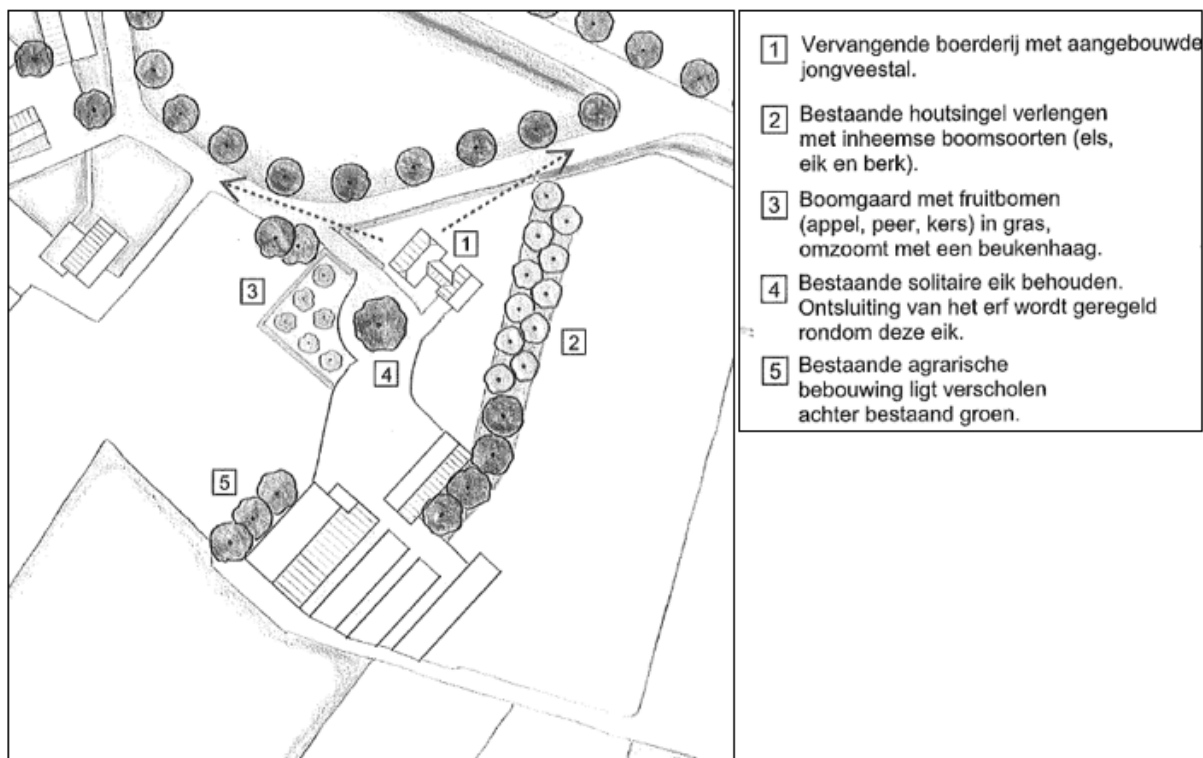 1
3
2
4
5
1 Vervangende boerderij met aangebouwde
jongveestal.
2 Bestaande houtsingel verlengen
met inheemse boomsoorten (els,
eik en berk).
3 Boomgaard met fruitbomen
(appel, peer, kers) in gras,
omzoomt met een beukenhaag.
4 Bestaande solitaire eik behouden.
Ontsluiting van het erf wordt geregeld
rondom deze eik.
5 Bestaande agrarische
bebouwing ligt verscholen
achter bestaand groen.